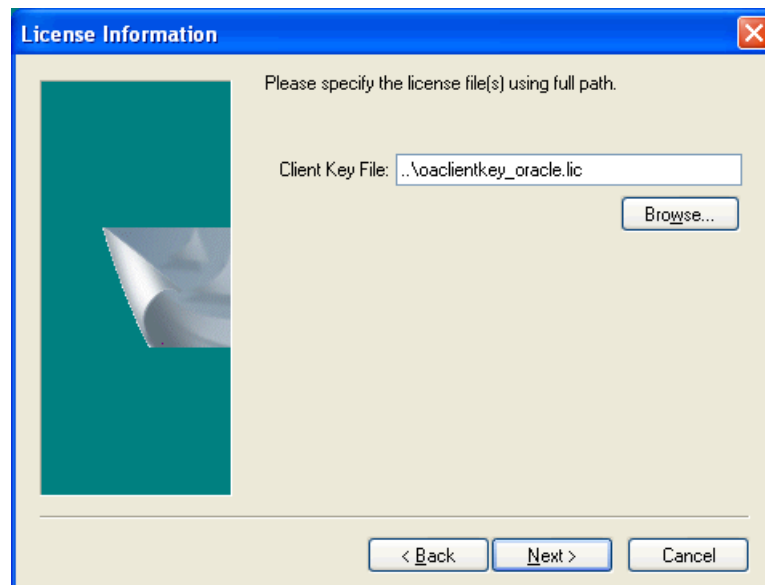 License Information
Please specify the license file(s) using full path.
Client Key File: ..\oaclientkey_oracle.lic
Browse...
< Back Next > Cancel